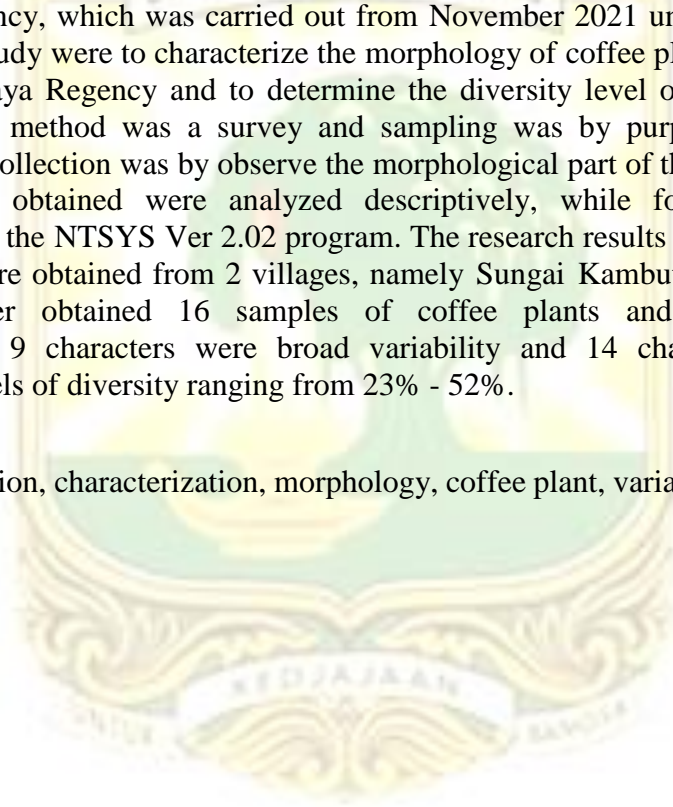 ncy, which was carried out from November 2021 un
udy were to characterize the morphology of coffee pl
aya Regency and to determine the diversity level o
method was a survey and sampling was by purp
ollection was by observe the morphological part of th
obtained were analyzed descriptively, while fo
the NTSYS Ver 2.02 program. The research results
re obtained from 2 villages, namely Sungai Kambu
er obtained 16 samples of coffee plants and
9 characters were broad variability and 14 cha
els of diversity ranging from 23% - 52%.
ion, characterization, morphology, coffee plant, varia
KEDJAJAAN
UNTUK BANGSA